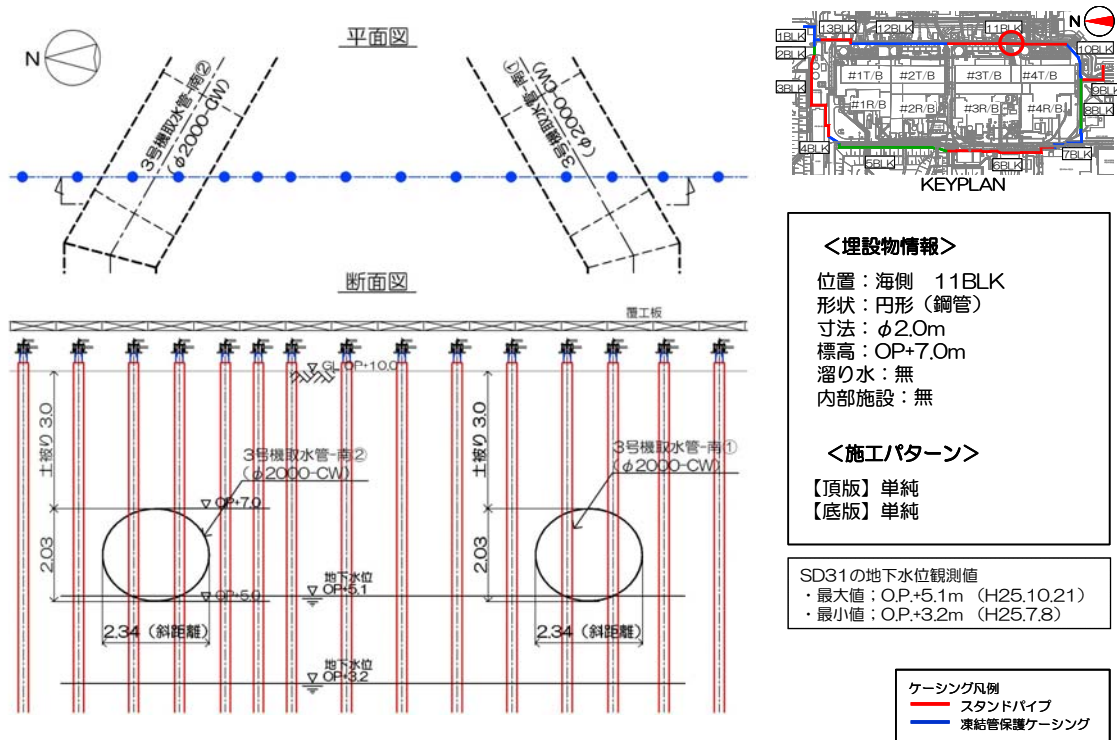 平面図
N
3号機取水管-南②
(φ2000-CW)
3号機取水管-南①
(φ2000-CW)
断面図
覆工板
GL OP+10.0
土被り 3.0
土被り 3.0
3号機取水管-南②
(φ2000-CW)
3号機取水管-南①
(φ2000-CW)
OP+7.0
2.03
2.03
地下水位
OP+5.1
地下水位
OP+5.1
OP+5.0
2.34(斜距離)
2.34(斜距離)
地下水位
OP+3.2
N
1BLK
13BLK
12BLK
11BLK
10BLK
2BLK
3BLK
#1T/B
#2T/B
#3T/B
#4T/B
9BLK
8BLK
#1R/B
#2R/B
#3R/B
#4R/B
4BLK
5BLK
6BLK
7BLK
KEYPLAN
<埋設物情報>
位置:海側 11BLK
形状:円形(鋼管)
寸法:φ2.0m
標高:OP+7.0m
溜り水:無
内部施設:無
<施工パターン>
【頂版】単純
【底版】単純
SD31の地下水位観測値
・最大値;O.P.+5.1m (H25.10.21)
・最小値;O.P.+3.2m (H25.7.8)
ケーシング凡例
スタンドパイプ
凍結管保護ケーシング